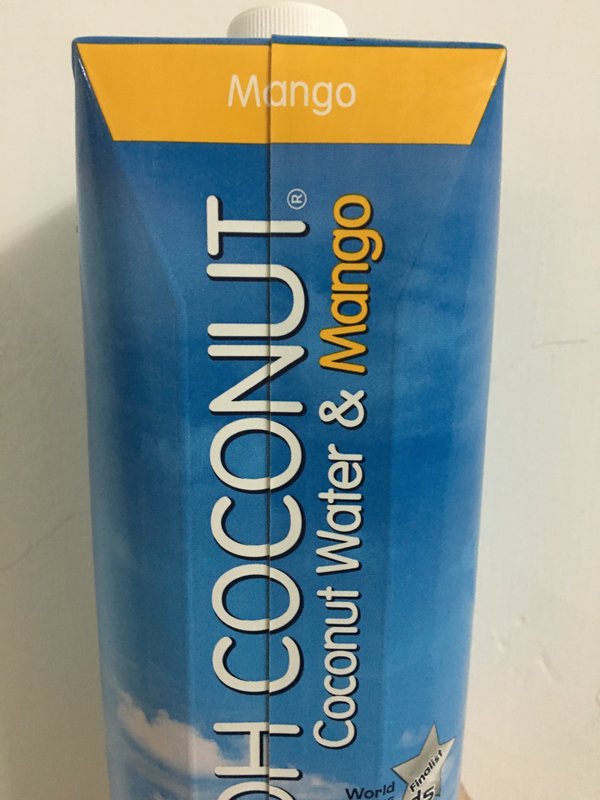 Mango
OH COCONUT®
Coconut Water & Mango
Finalist
World